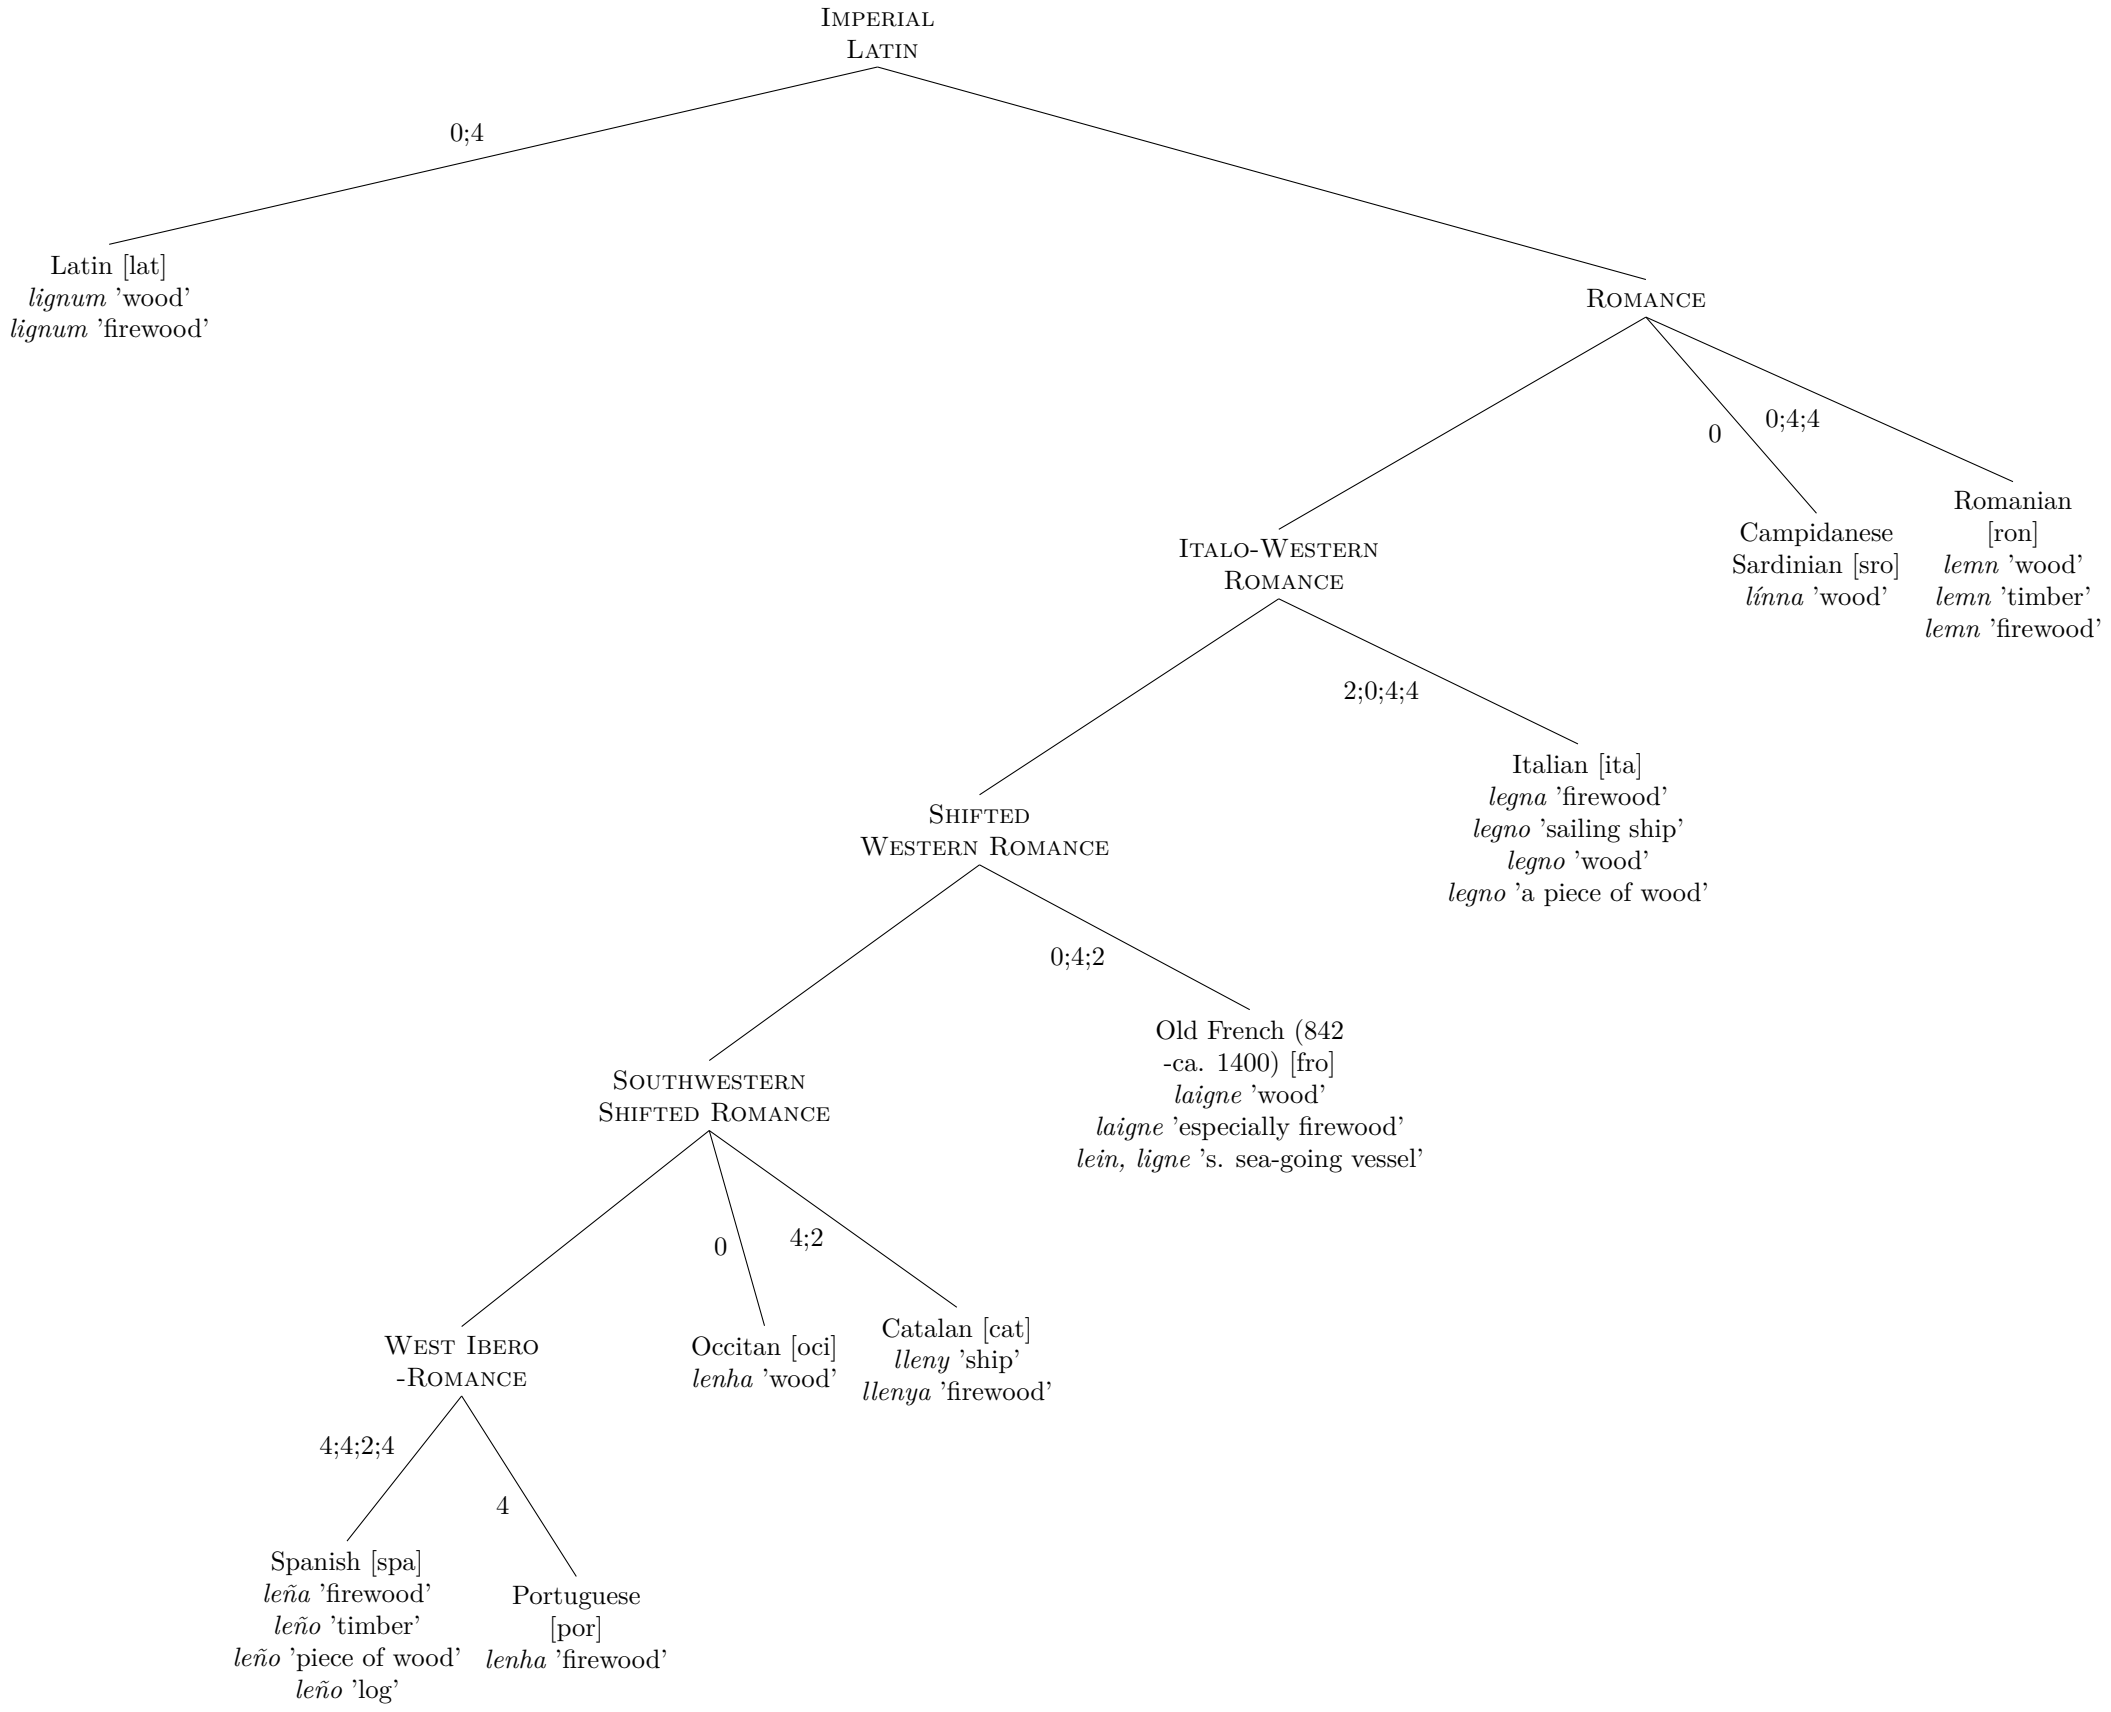 IMPERIAL
LATIN
0;4
Latin [lat]
lignum ’wood’
lignum ’firewood’
ROMANCE
0
0;4;4
Romanian
[ron]
lemn ’wood’
lemn ’timber’
lemn ’firewood’
Campidanese
Sardinian [sro]
línna ’wood’
ITALO-WESTERN
ROMANCE
2;0;4;4
Italian [ita]
legna ’firewood’
legno ’sailing ship’
legno ’wood’
legno ’a piece of wood’
SHIFTED
WESTERN ROMANCE
0;4;2
Old French (842
-ca. 1400) [fro]
laigne ’wood’
laigne ’especially firewood’
lein, ligne ’s. sea-going vessel’
SOUTHWESTERN
SHIFTED ROMANCE
0
4;2
Occitan [oci]
lenha ’wood’
Catalan [cat]
lleny ’ship’
llenya ’firewood’
WEST IBERO
-ROMANCE
4;4;2;4
4
Spanish [spa]
leña ’firewood’
leño ’timber’
leño ’piece of wood’
leño ’log’
Portuguese
[por]
lenha ’firewood’